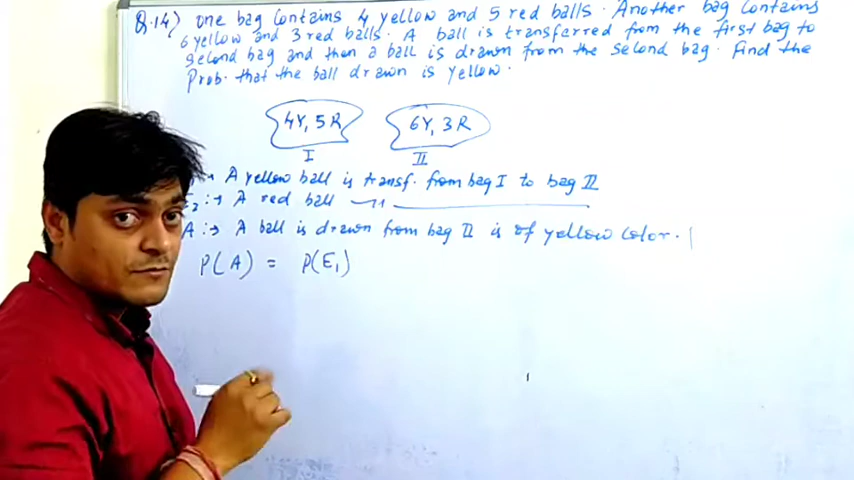 Q.14) one bag Contains 4 yellow and 5 red balls. Another bag Contains
6 yellow and 3 red balls. A ball is transferred from the first bag to
second bag and then a ball is drawn from the second bag. Find the
Prob. that the ball drawn is yellow.
4Y, 5R 6Y, 3R
I II
A yellow ball is transf. from bag I to bag II
A red ball —11—
A :→ A ball is drawn from bag II is of yellow color.
P(A) = P(E₁)